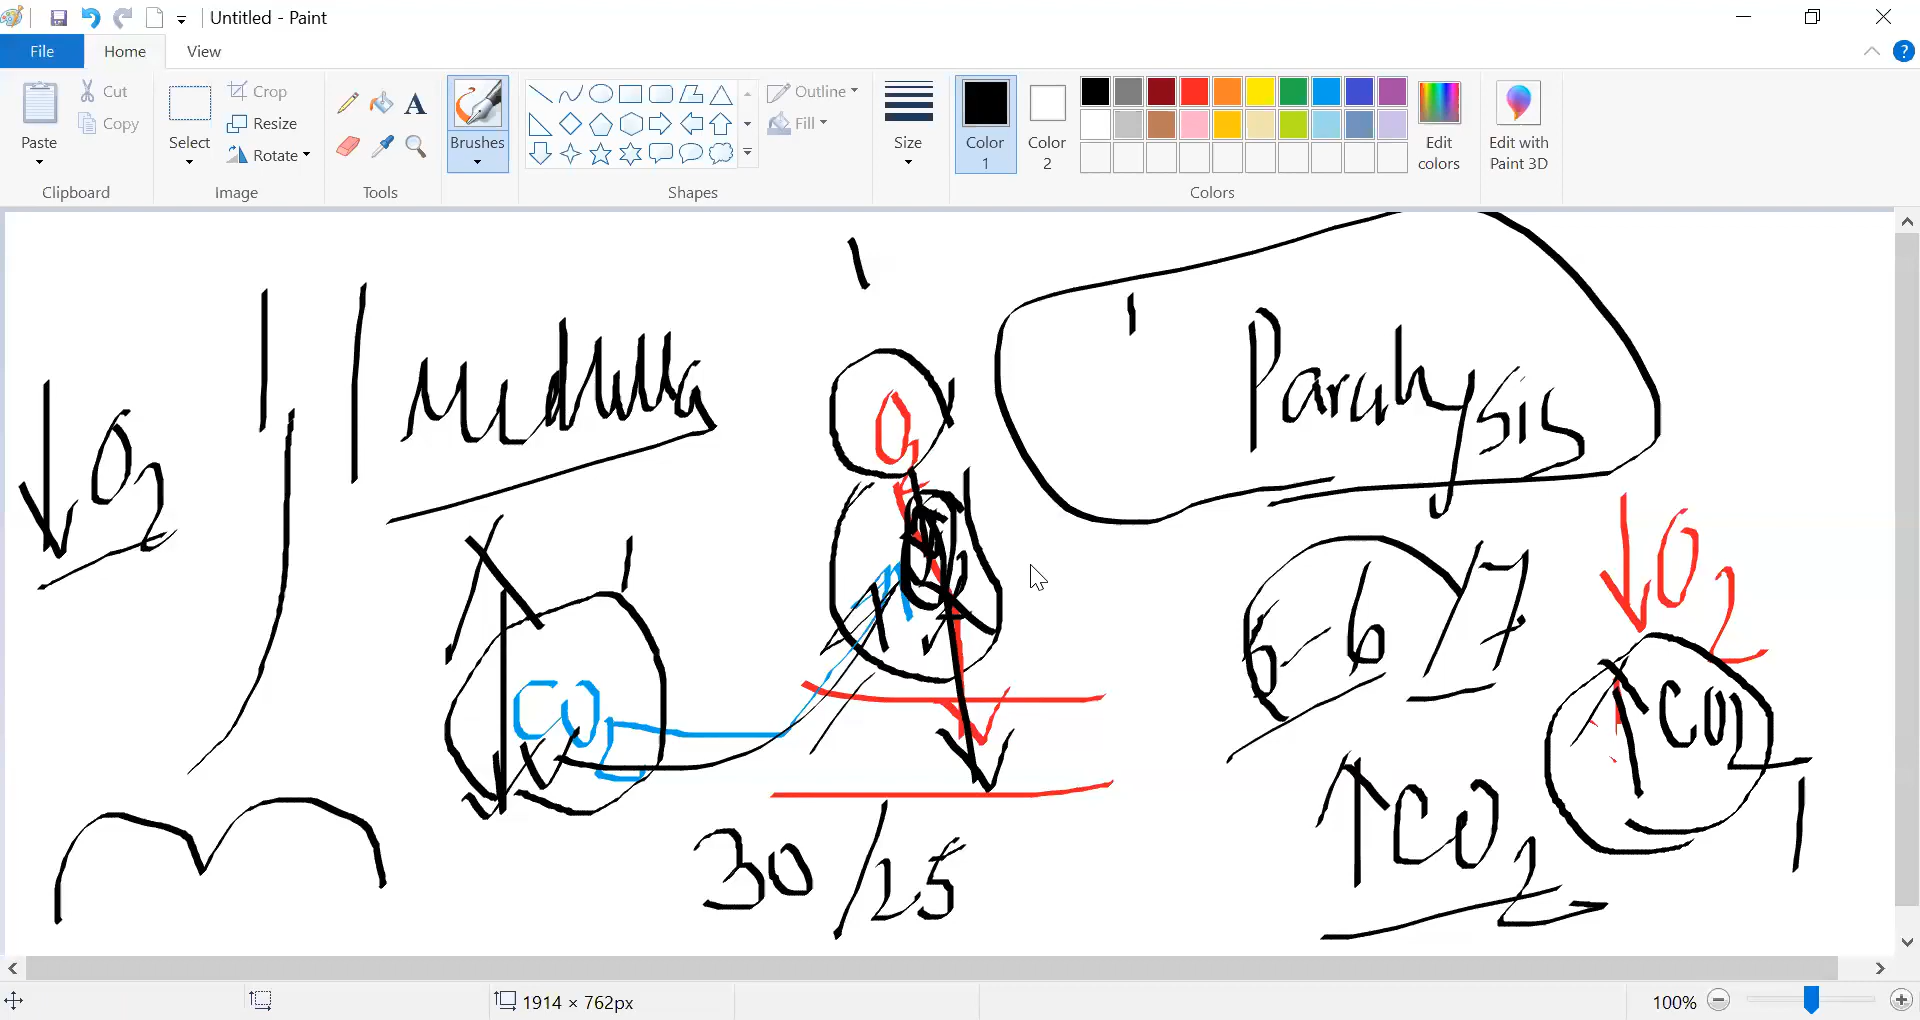 Untitled - Paint
File
Home
View
Paste
Cut
Copy
Clipboard
Select
Crop
Resize
Rotate
Image
Tools
Brushes
Outline
Fill
Shapes
Size
Color
1
Color
2
Edit
colors
Colors
Edit with
Paint 3D
Medulla
Paralysis
O2
O2
O2
CO2
5-6/7
O2
CO2
CO2
30/25
1914 × 762px
100%